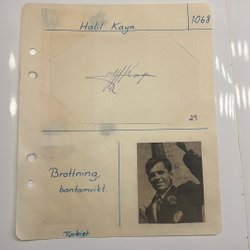 Halil Kaya
1068
29
Brottning,
bantamvikt.
Turkiet